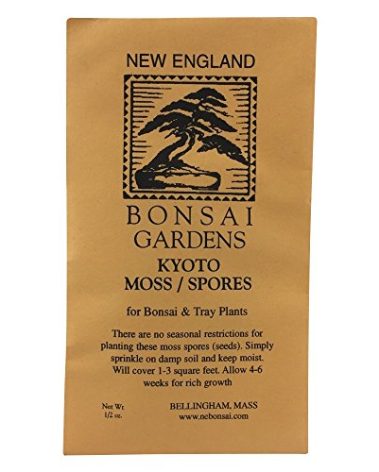 NEW ENGLAND
BONSAI
GARDENS
KYOTO
MOSS / SPORES
for Bonsai & Tray Plants
There are no seasonal restrictions for
planting these moss spores (seeds). Simply
sprinkle on damp soil and keep moist.
Will cover 1-3 square feet. Allow 4-6
weeks for rich growth
Net Wt.
1/2 oz.
BELLINGHAM, MASS
www.nebonsai.com